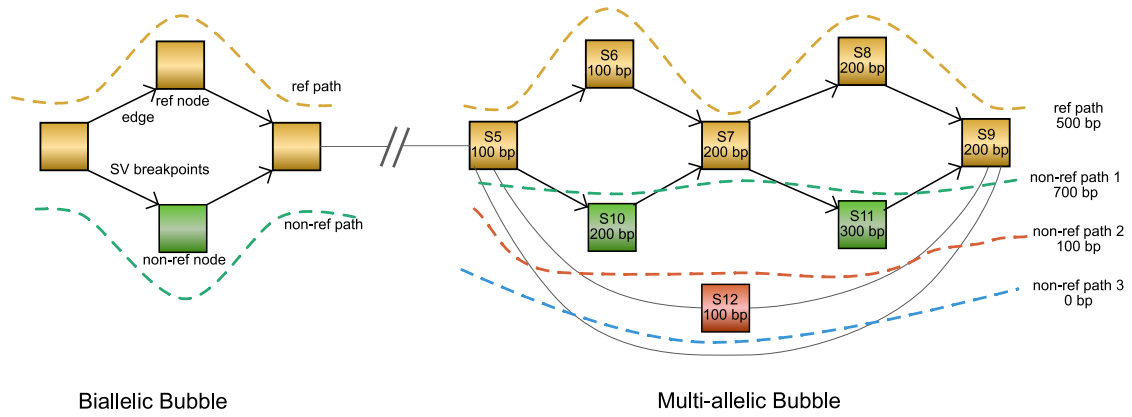 ref node
ref path
edge
SV breakpoints
non-ref path
non-ref node
Biallelic Bubble
S6
100 bp
S8
200 bp
ref path
500 bp
S5
100 bp
S7
200 bp
S9
200 bp
non-ref path 1
700 bp
S10
200 bp
S11
300 bp
non-ref path 2
100 bp
S12
100 bp
non-ref path 3
0 bp
Multi-allelic Bubble